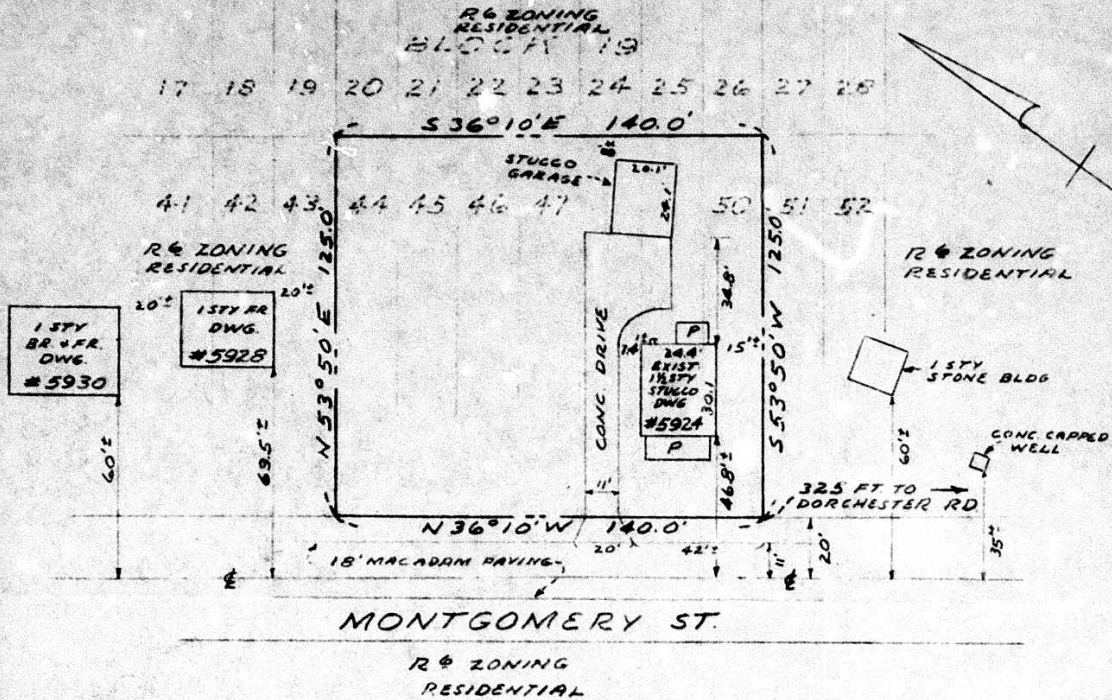 R6 ZONING
RESIDENTIAL
BLOCK 19
17 18 19 20 21 22 23 24 25 26 27 28
S 36° 10' E 140.0'
STUCCO
GARAGE
8'±
20.1'
24.1'
41 42 43 44 45 46 47 50 51 52
R6 ZONING
RESIDENTIAL
R6 ZONING
RESIDENTIAL
N 53° 50' E 125.0'
S 53° 50' W 125.0'
34.8'
20'±
20'±
1 STY FR
DWG.
#5928
1 STY
BR. & FR.
DWG.
#5930
CONC. DRIVE
P
15'±
24.4'
EXIST
1½ STY
STUCCO
DWG
#5924
30.1
P
1 STY
STONE BLDG
CONC. CAPPED
WELL
60'±
69.5'±
11'
46.8'±
60'±
35'±
325 FT. TO
DORCHESTER RD.
N 36° 10' W 140.0'
20'
42'±
11'
20'
18' MACADAM PAVING
MONTGOMERY ST.
R6 ZONING
RESIDENTIAL